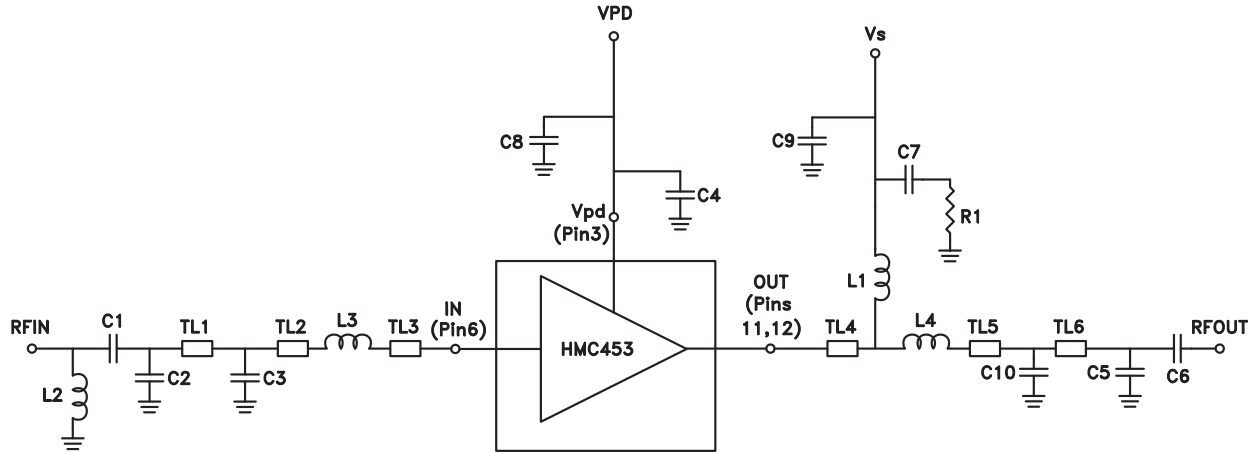 VPD
Vs
C8
C9
C7
C4
R1
Vpd
(Pin3)
L1
OUT
(Pins
11,12)
IN
(Pin6)
RFIN
C1
TL1
TL2
L3
TL3
HMC453
TL4
L4
TL5
TL6
RFOUT
L2
C2
C3
C10
C5
C6